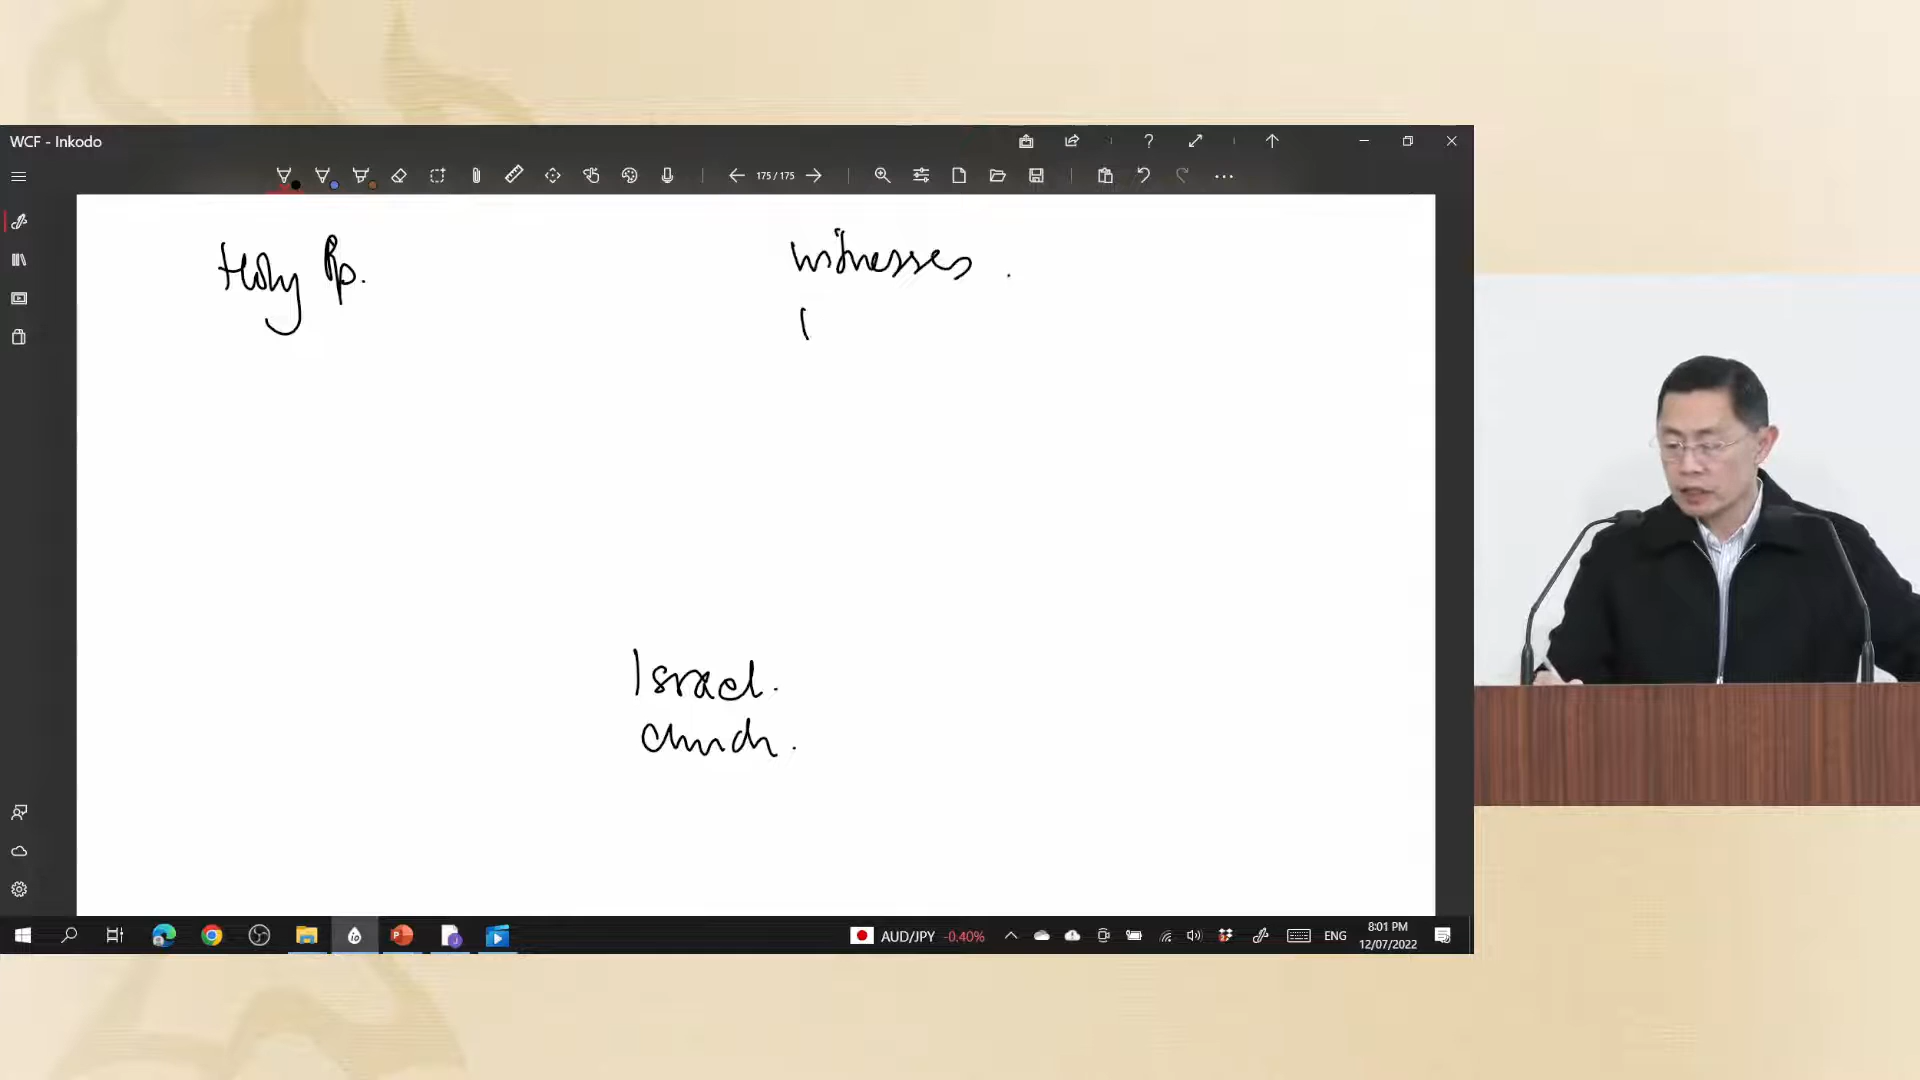 WCF - Inkodo
175 / 175
Holy Pp.
witnesses .
Israel.
church.
AUD/JPY -0.40%
ENG
8:01 PM
12/07/2022